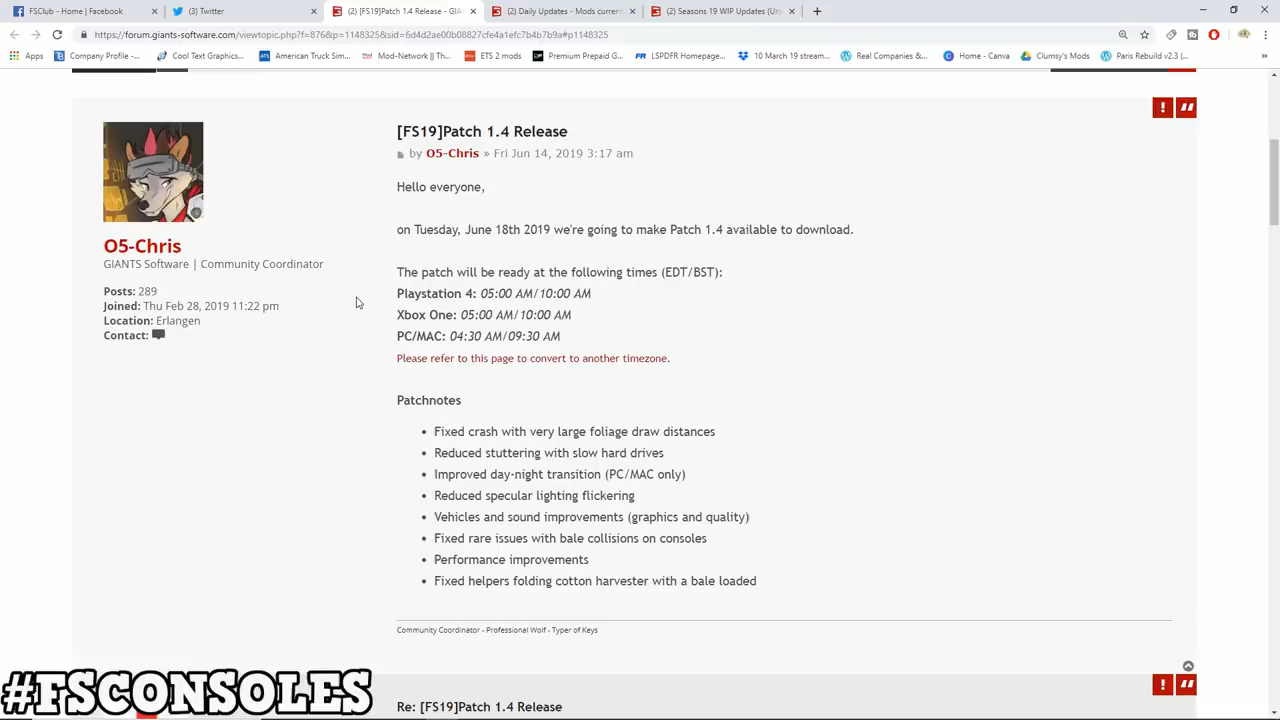 FSClub - Home | Facebook
(3) Twitter
(2) [FS19]Patch 1.4 Release - GIA
(2) Daily Updates - Mods current
(2) Seasons 19 WIP Updates [Un
https://forum.giants-software.com/viewtopic.php?f=876&p=1148325&sid=6d4d2ae00b08827cfe4a1efc7b4b7b9a#p1148325
Apps
Company Profile -...
Cool Text Graphics...
American Truck Sim...
Mod-Network || Th...
ETS 2 mods
Premium Prepaid G...
LSPDFR Homepage...
10 March 19 stream...
Real Companies &...
Home - Canva
Clumsy's Mods
Paris Rebuild v2.3 (...
[FS19]Patch 1.4 Release
by O5-Chris » Fri Jun 14, 2019 3:17 am
Hello everyone,
on Tuesday, June 18th 2019 we're going to make Patch 1.4 available to download.
O5-Chris
GIANTS Software | Community Coordinator
Posts: 289
Joined: Thu Feb 28, 2019 11:22 pm
Location: Erlangen
Contact:
The patch will be ready at the following times (EDT/BST):
Playstation 4: 05:00 AM/10:00 AM
Xbox One: 05:00 AM/10:00 AM
PC/MAC: 04:30 AM/09:30 AM
Please refer to this page to convert to another timezone.
Patchnotes
• Fixed crash with very large foliage draw distances
• Reduced stuttering with slow hard drives
• Improved day-night transition (PC/MAC only)
• Reduced specular lighting flickering
• Vehicles and sound improvements (graphics and quality)
• Fixed rare issues with bale collisions on consoles
• Performance improvements
• Fixed helpers folding cotton harvester with a bale loaded
Community Coordinator - Professional Wolf - Typer of Keys
#FSCONSOLES
Re: [FS19]Patch 1.4 Release